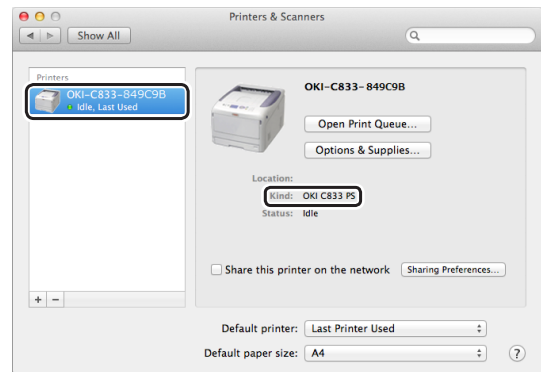 Printers & Scanners
Show All
Printers
OKI-C833-849C9B
Idle, Last Used
OKI-C833-849C9B
Open Print Queue...
Options & Supplies...
Location:
Kind: OKI C833 PS
Status: Idle
Share this printer on the network Sharing Preferences...
+ −
Default printer: Last Printer Used
Default paper size: A4 ?